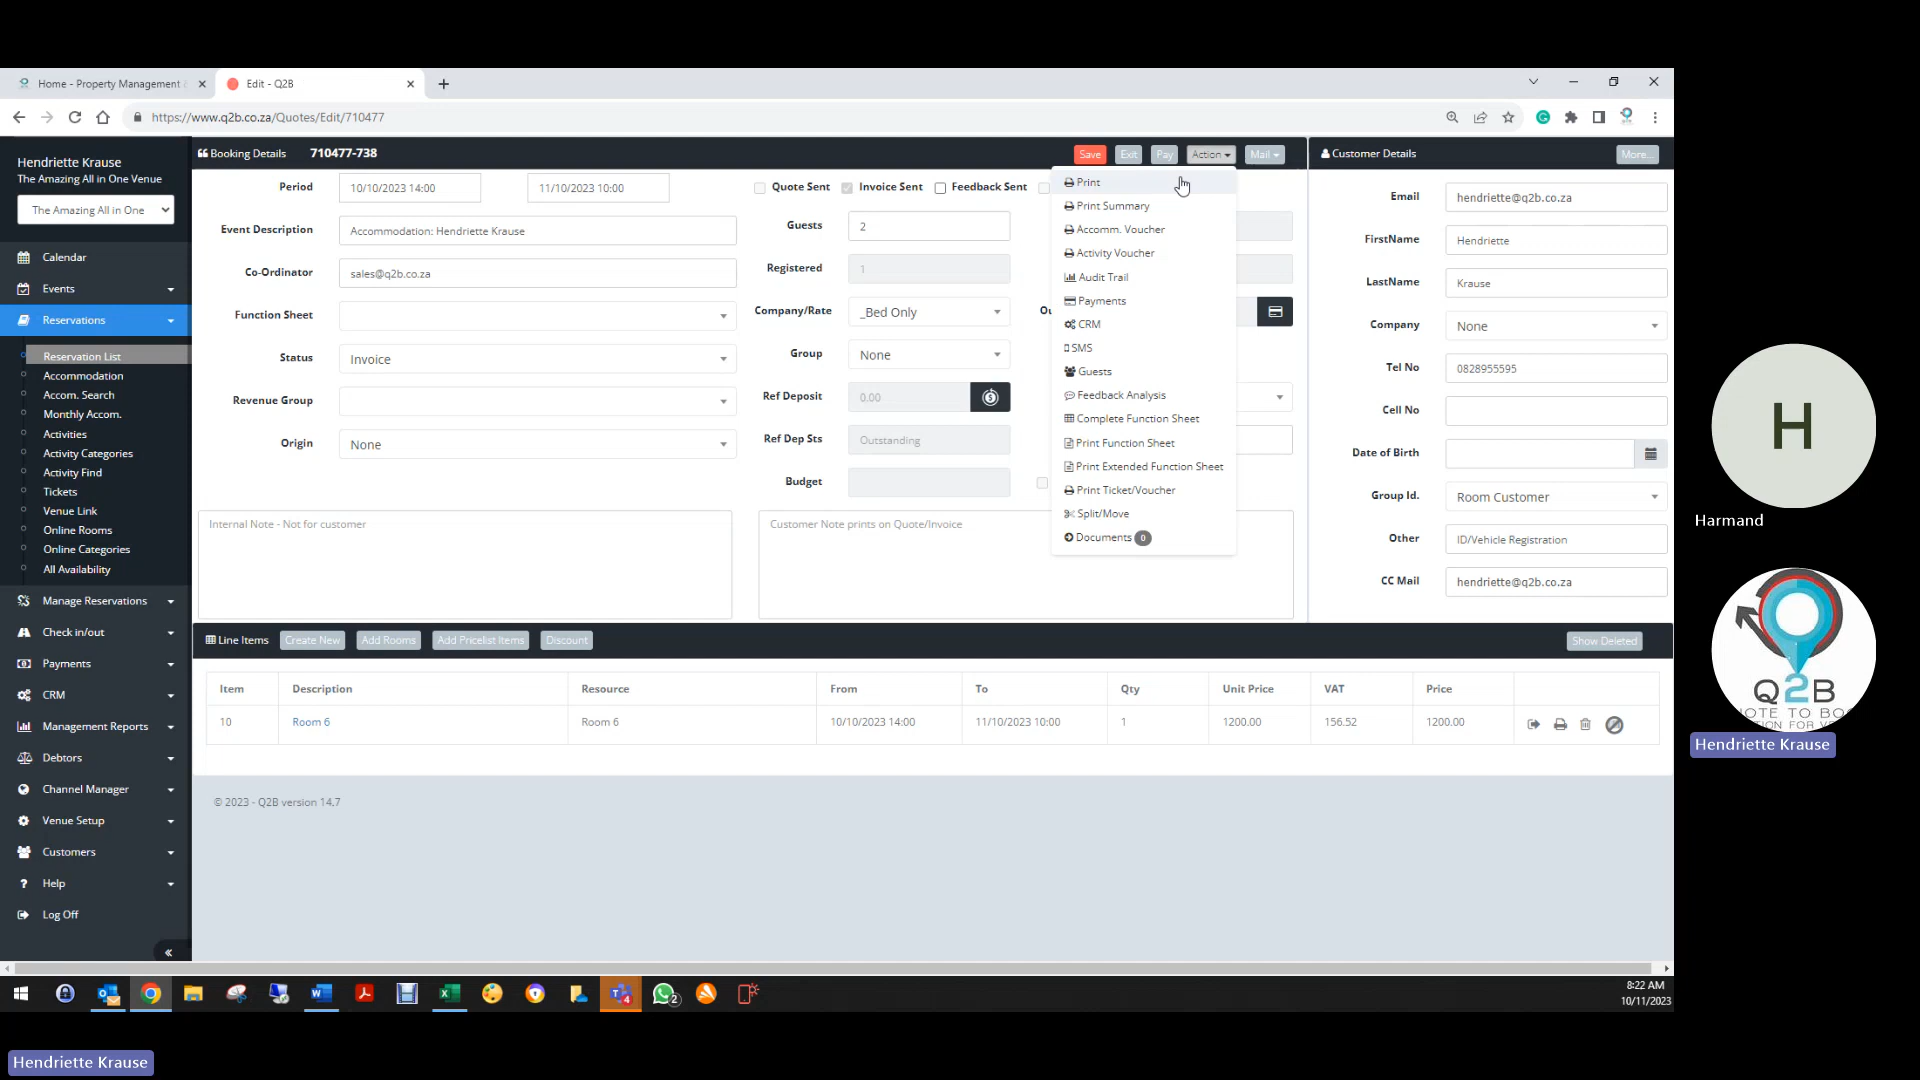 Home - Property Management
Edit - Q2B
https://www.q2b.co.za/Quotes/Edit/710477
Hendriette Krause
The Amazing All in One Venue
The Amazing All in One
Calendar
Events
Reservations
Reservation List
Accommodation
Accom. Search
Monthly Accom.
Activities
Activity Categories
Activity Find
Tickets
Venue Link
Online Rooms
Online Categories
All Availability
Manage Reservations
Check in/out
Payments
CRM
Management Reports
Debtors
Channel Manager
Venue Setup
Customers
Help
Log Off
Booking Details 710477-738
Save Exit Pay Action Mail
Period 10/10/2023 14:00 11/10/2023 10:00
Event Description Accommodation: Hendriette Krause
Co-Ordinator sales@q2b.co.za
Function Sheet
Status Invoice
Revenue Group
Origin None
Quote Sent Invoice Sent Feedback Sent
Guests 2
Registered 1
Company/Rate _Bed Only
Group None
Ref Deposit 0.00
Ref Dep Sts Outstanding
Budget
Print
Print Summary
Accomm. Voucher
Activity Voucher
Audit Trail
Payments
CRM
SMS
Guests
Feedback Analysis
Complete Function Sheet
Print Function Sheet
Print Extended Function Sheet
Print Ticket/Voucher
Split/Move
Documents 0
Internal Note - Not for customer
Customer Note prints on Quote/Invoice
Customer Details More...
Email hendriette@q2b.co.za
FirstName Hendriette
LastName Krause
Company None
Tel No 0828955595
Cell No
Date of Birth
Group Id. Room Customer
Other ID/Vehicle Registration
CC Mail hendriette@q2b.co.za
Line Items Create New Add Rooms Add Pricelist Items Discount Show Deleted
Item Description Resource From To Qty Unit Price VAT Price
10 Room 6 Room 6 10/10/2023 14:00 11/10/2023 10:00 1 1200.00 156.52 1200.00
© 2023 - Q2B version 14.7
8:22 AM
10/11/2023
H
Harmand
Q2B
Hendriette Krause
Hendriette Krause